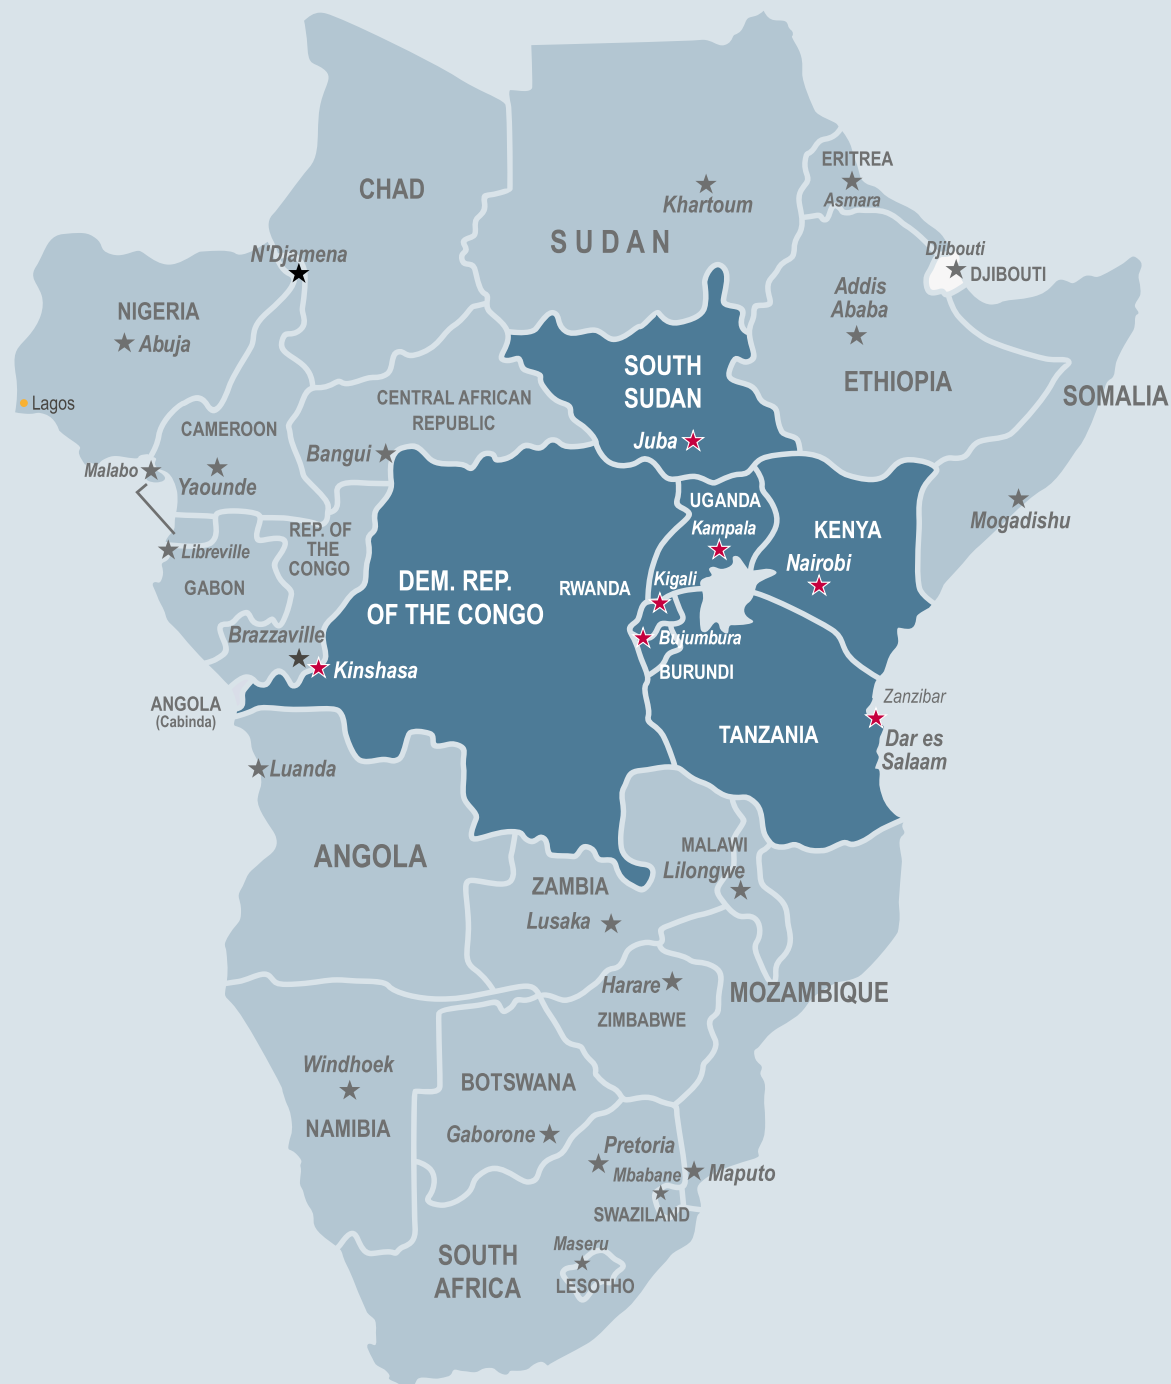 ERITREA
Asmara
CHAD
Khartoum
SUDAN
N'Djamena
Djibouti
DJIBOUTI
Addis
Ababa
NIGERIA
Abuja
SOUTH
SUDAN
ETHIOPIA
SOMALIA
Lagos
CENTRAL AFRICAN
REPUBLIC
CAMEROON
Juba
Bangui
Malabo
Yaounde
UGANDA
Kampala
KENYA
Nairobi
Mogadishu
REP. OF
THE
CONGO
Libreville
GABON
DEM. REP.
OF THE CONGO
RWANDA
Kigali
Brazzaville
Bujumbura
Kinshasa
BURUNDI
ANGOLA
(Cabinda)
Zanzibar
TANZANIA
Dar es
Salaam
Luanda
ANGOLA
MALAWI
Lilongwe
ZAMBIA
Lusaka
Harare
MOZAMBIQUE
ZIMBABWE
Windhoek
NAMIBIA
BOTSWANA
Gaborone
Pretoria
Mbabane
Maputo
SWAZILAND
Maseru
LESOTHO
SOUTH
AFRICA